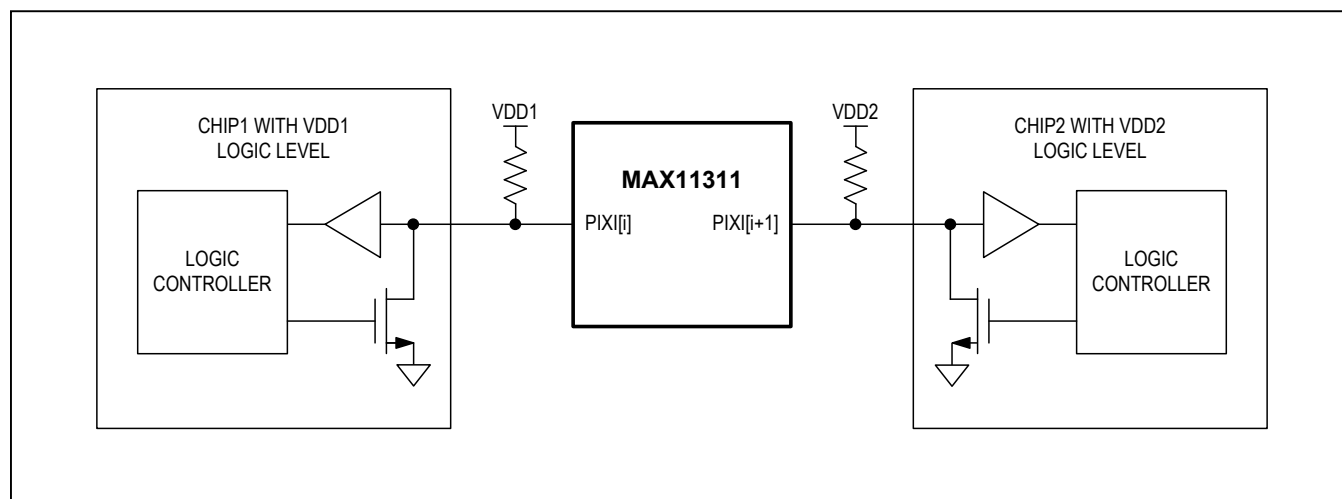 CHIP1 WITH VDD1
LOGIC LEVEL
LOGIC
CONTROLLER
VDD1
MAX11311
PIXI[i]
PIXI[i+1]
VDD2
CHIP2 WITH VDD2
LOGIC LEVEL
LOGIC
CONTROLLER